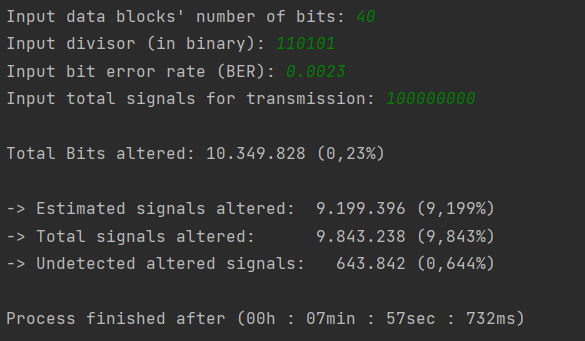 Input data blocks' number of bits: 40
Input divisor (in binary): 110101
Input bit error rate (BER): 0.0023
Input total signals for transmission: 100000000
Total Bits altered: 10.349.828 (0,23%)
-> Estimated signals altered: 9.199.396 (9,199%)
-> Total signals altered: 9.843.238 (9,843%)
-> Undetected altered signals: 643.842 (0,644%)
Process finished after (00h : 07min : 57sec : 732ms)